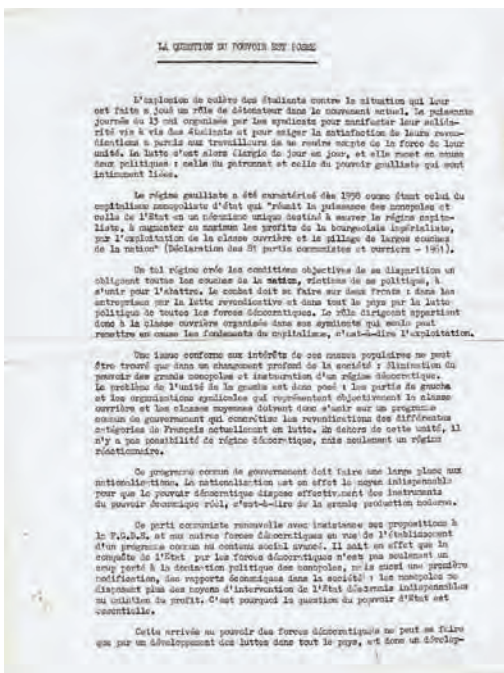 LA QUESTION DU POUVOIR EST POSEE
L'explosion de colère des étudiants contre la situation qui leur
est faite a joué un rôle de détonateur dans le mouvement actuel. La puissante
journée du 13 mai organisée par les syndicats pour manifester leur solida-
rité vis à vis des étudiants et pour exiger la satisfaction de leurs reven-
dications a permis aux travailleurs de se rendre compte de la force de leur
unité. La lutte s'est alors élargie de jour en jour, et elle remet en cause
deux politiques : celle du patronat et celle du pouvoir gaulliste qui sont
intimement liées.
Le régime gaulliste a été caractérisé dès 1958 comme étant celui du
capitalisme monopoliste d'état qui "réunit la puissance des monopoles et
celle de l'Etat en un mécanisme unique destiné à sauver le régime capita-
liste, à augmenter au maximum les profits de la bourgeoisie impérialiste,
par l'exploitation de la classe ouvrière et le pillage de larges couches
de la nation" (Déclaration des 81 partis communistes et ouvriers - 1961).
Un tel régime crée les conditions objectives de sa disparition en
obligeant toutes les couches de la nation, victimes de sa politique, à
s'unir pour l'abattre. Le combat doit se faire sur deux fronts : dans les
entreprises par la lutte revendicative et dans tout le pays par la lutte
politique de toutes les forces démocratiques. Le rôle dirigeant appartient
donc à la classe ouvrière organisée dans ses syndicats qui seule peut
remettre en cause les fondements du capitalisme, c'est-à-dire l'exploitation.
Une issue conforme aux intérêts de ces masses populaires ne peut
être trouvé que dans un changement profond de la société : élimination du
pouvoir des grands monopoles et instauration d'un régime démocratique.
Le problème de l'unité de la gauche est donc posé : les partis de gauche
et les organisations syndicales qui représentent objectivement la classe
ouvrière et les classes moyennes doivent donc s'unir sur un programme
commun de gouvernement qui concrétise les revendications des différentes
catégories de Français actuellement en lutte. En dehors de cette unité, il
n'y a pas possibilité de régime démocratique, mais seulement un régime
réactionnaire.
Ce programme commun de gouvernement doit faire une large place aux
nationalisations. La nationalisation est en effet le moyen indispensable
pour que le pouvoir démocratique dispose effectivement des instruments
du pouvoir économique réel, c'est-à-dire de la grande production moderne.
Ce parti communiste renouvelle avec insistance ses propositions à
la F.G.D.S. et aux autres forces démocratiques en vue de l'établissement
d'un programme commun au contenu social avancé. Il sait en effet que la
conquête de l'Etat par les forces démocratiques n'est pas seulement un
coup porté à la domination politique des monopoles, mais aussi une première
modification, des rapports économiques dans la société : les monopoles ne
disposant plus des moyens d'intervention de l'Etat désormais indispensables
au maintien du profit. C'est pourquoi la question du pouvoir d'Etat est
essentielle.
Cette arrivée au pouvoir des forces démocratiques ne peut se faire
que par un développement des luttes dans tout le pays, et donc un dévelop-